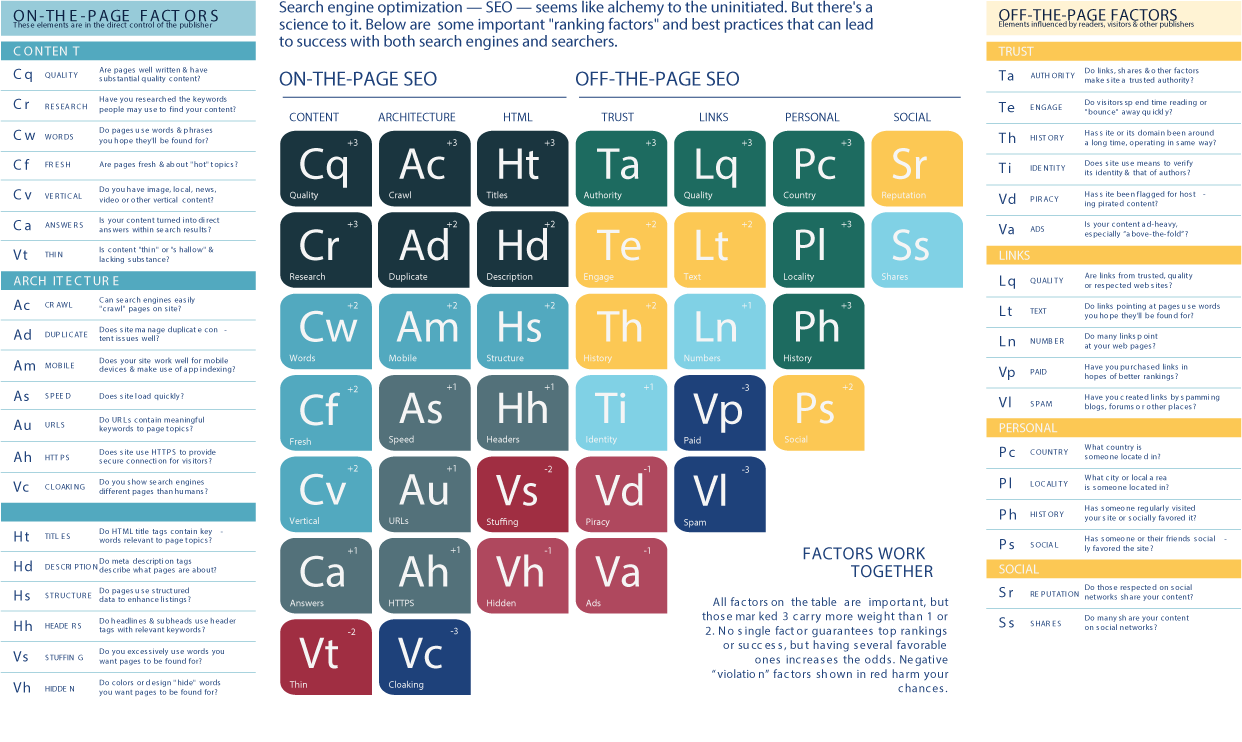 ON-THE-PAGE FACTORS
These elements are in the direct control of the publisher
CONTENT
Cq QUALITY Are pages well written & have
substantial quality content?
Cr RESEARCH Have you researched the keywords
people may use to find your content?
Cw WORDS Do pages use words & phrases
you hope they'll be found for?
Cf FRESH Are pages fresh & about "hot" topics?
Cv VERTICAL Do you have image, local, news,
video or other vertical content?
Ca ANSWERS Is your content turned into direct
answers within search results?
Vt THIN Is content "thin" or "s hallow" &
lacking substance?
ARCHITECTURE
Ac CRAWL Can search engines easily
"crawl" pages on site?
Ad DUPLICATE Does site manage duplicate con -
tent issues well?
Am MOBILE Does your site work well for mobile
devices & make use of app indexing?
As SPEED Does site load quickly?
Au URLS Do URLs contain meaningful
keywords to page topics?
Ah HTTPS Does site use HTTPS to provide
secure connection for visitors?
Vc CLOAKING Do you show search engines
different pages than humans?
Ht TITLES Do HTML title tags contain key -
words relevant to page topics?
Hd DESCRIPTION Do meta description tags
describe what pages are about?
Hs STRUCTURE Do pages use structured
data to enhance listings?
Hh HEADERS Do headlines & subheads use header
tags with relevant keywords?
Vs STUFFING Do you excessively use words you
want pages to be found for?
Vh HIDDEN Do colors or design "hide" words
you want pages to be found for?
Search engine optimization — SEO — seems like alchemy to the uninitiated. But there's a
science to it. Below are some important "ranking factors" and best practices that can lead
to success with both search engines and searchers.
ON-THE-PAGE SEO OFF-THE-PAGE SEO
CONTENT ARCHITECTURE HTML TRUST LINKS PERSONAL SOCIAL
+3 +3 +3 +3 +3 +3
Cq Ac Ht Ta Lq Pc Sr
Quality Crawl Titles Authority Quality Country Reputation
+3 +2 +2 +2 +2 +3
Cr Ad Hd Te Lt Pl Ss
Research Duplicate Description Engage Text Locality Shares
+2 +2 +2 +2 +1 +3
Cw Am Hs Th Ln Ph
Words Mobile Structure History Numbers History
+2 +1 +1 +1 -3 +2
Cf As Hh Ti Vp Ps
Fresh Speed Headers Identity Paid Social
+2 +1 -2 -1 -3
Cv Au Vs Vd Vl
Vertical URLs Stuffing Piracy Spam
+1 +1 -1 -1
Ca Ah Vh Va
Answers HTTPS Hidden Ads
-2 -3
Vt Vc
Thin Cloaking
FACTORS WORK
TOGETHER
All factors on the table are important, but
those marked 3 carry more weight than 1 or
2. No single factor guarantees top rankings
or success, but having several favorable
ones increases the odds. Negative
“violation” factors shown in red harm your
chances.
OFF-THE-PAGE FACTORS
Elements influenced by readers, visitors & other publishers
TRUST
Ta AUTHORITY Do links, shares & other factors
make site a trusted authority?
Te ENGAGE Do visitors spend time reading or
"bounce" away quickly?
Th HISTORY Has site or its domain been around
a long time, operating in same way?
Ti IDENTITY Does site use means to verify
its identity & that of authors?
Vd PIRACY Has site been flagged for host -
ing pirated content?
Va ADS Is your content ad-heavy,
especially "above-the-fold"?
LINKS
Lq QUALITY Are links from trusted, quality
or respected web sites?
Lt TEXT Do links pointing at pages use words
you hope they'll be found for?
Ln NUMBER Do many links point
at your web pages?
Vp PAID Have you purchased links in
hopes of better rankings?
Vl SPAM Have you created links by spamming
blogs, forums or other places?
PERSONAL
Pc COUNTRY What country is
someone located in?
Pl LOCALITY What city or local area
is someone located in?
Ph HISTORY Has someone regularly visited
your site or socially favored it?
Ps SOCIAL Has someone or their friends social -
ly favored the site?
SOCIAL
Sr REPUTATION Do those respected on social
networks share your content?
Ss SHARES Do many share your content
on social networks?